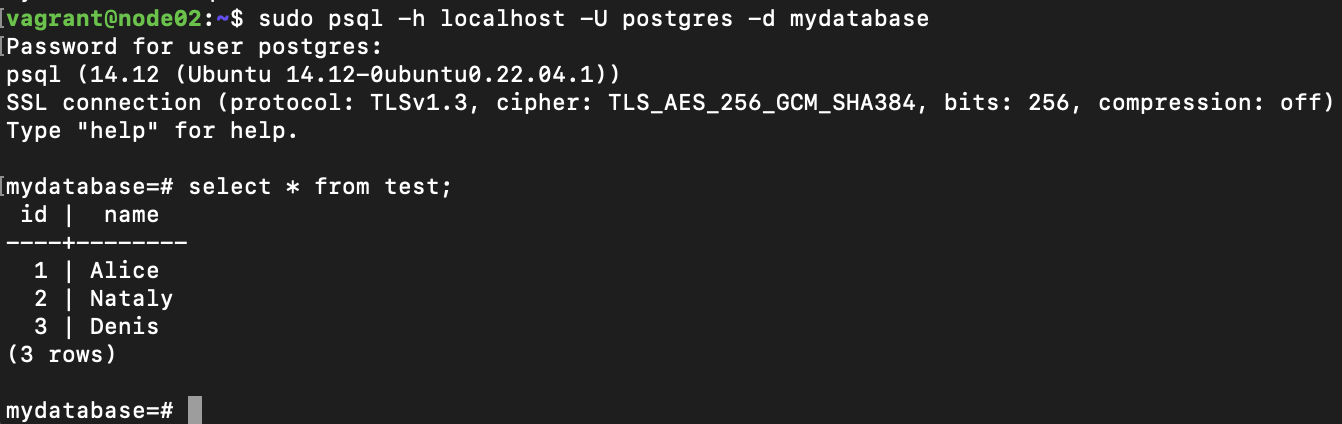 vagrant@node02:~$ sudo psql -h localhost -U postgres -d mydatabase
Password for user postgres:
psql (14.12 (Ubuntu 14.12-0ubuntu0.22.04.1))
SSL connection (protocol: TLSv1.3, cipher: TLS_AES_256_GCM_SHA384, bits: 256, compression: off)
Type "help" for help.
mydatabase=# select * from test;
 id |  name
----+--------
  1 | Alice
  2 | Nataly
  3 | Denis
(3 rows)
mydatabase=#